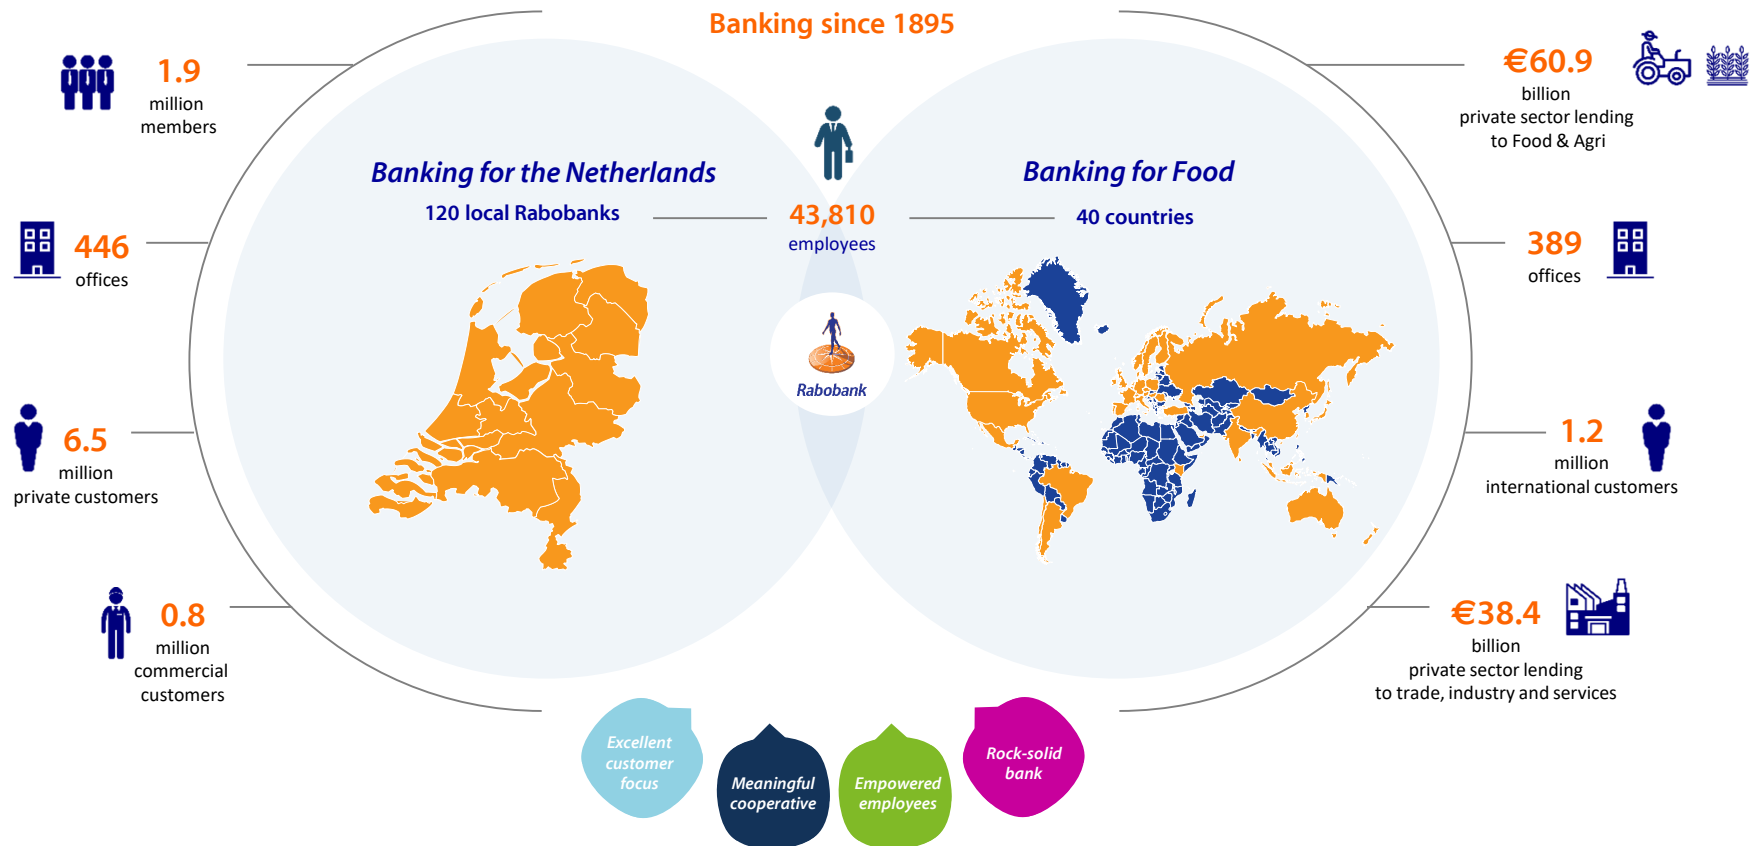 Banking since 1895
1.9
million
members
446
offices
6.5
million
private customers
0.8
million
commercial
customers
Banking for the Netherlands
120 local Rabobanks
43,810
employees
Rabobank
Banking for Food
40 countries
€60.9
billion
private sector lending
to Food & Agri
389
offices
1.2
million
international customers
€38.4
billion
private sector lending
to trade, industry and services
Excellent
customer
focus
Meaningful
cooperative
Empowered
employees
Rock-solid
bank